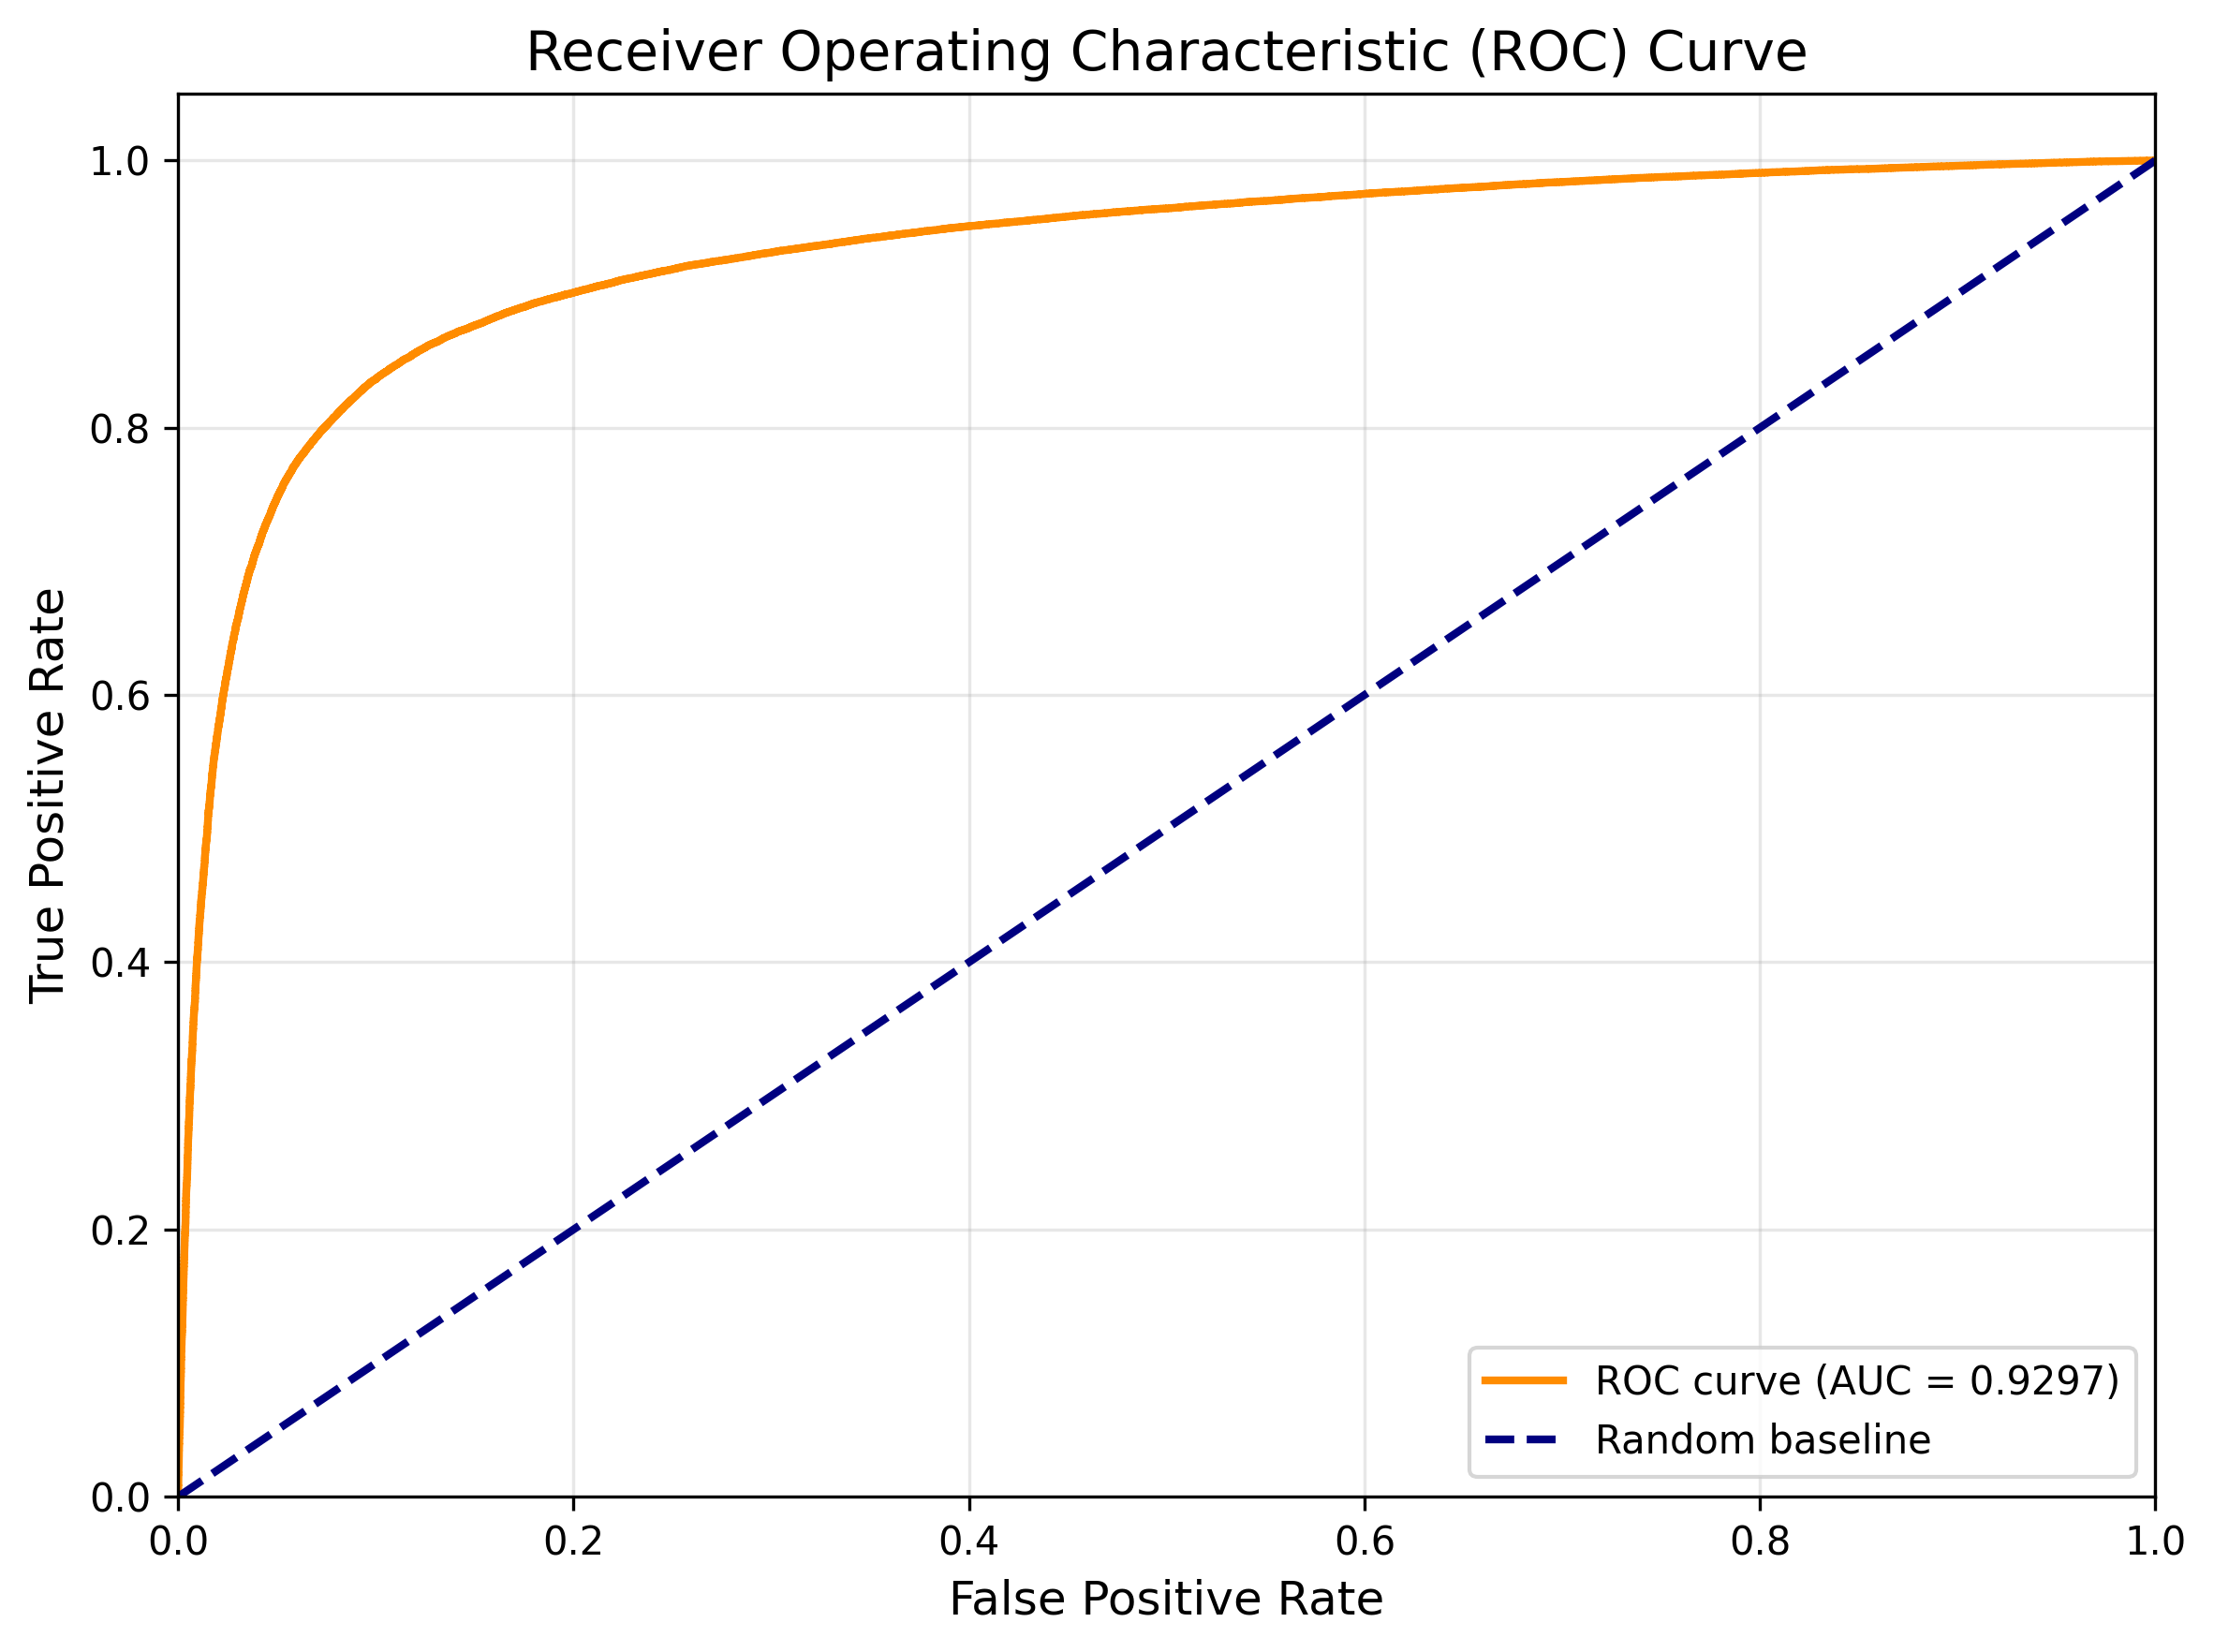 Receiver Operating Characteristic (ROC) Curve
True Positive Rate
1.0
0.8
0.6
0.4
0.2
0.0
0.0 0.2 0.4 0.6 0.8 1.0
False Positive Rate
ROC curve (AUC = 0.9297)
Random baseline